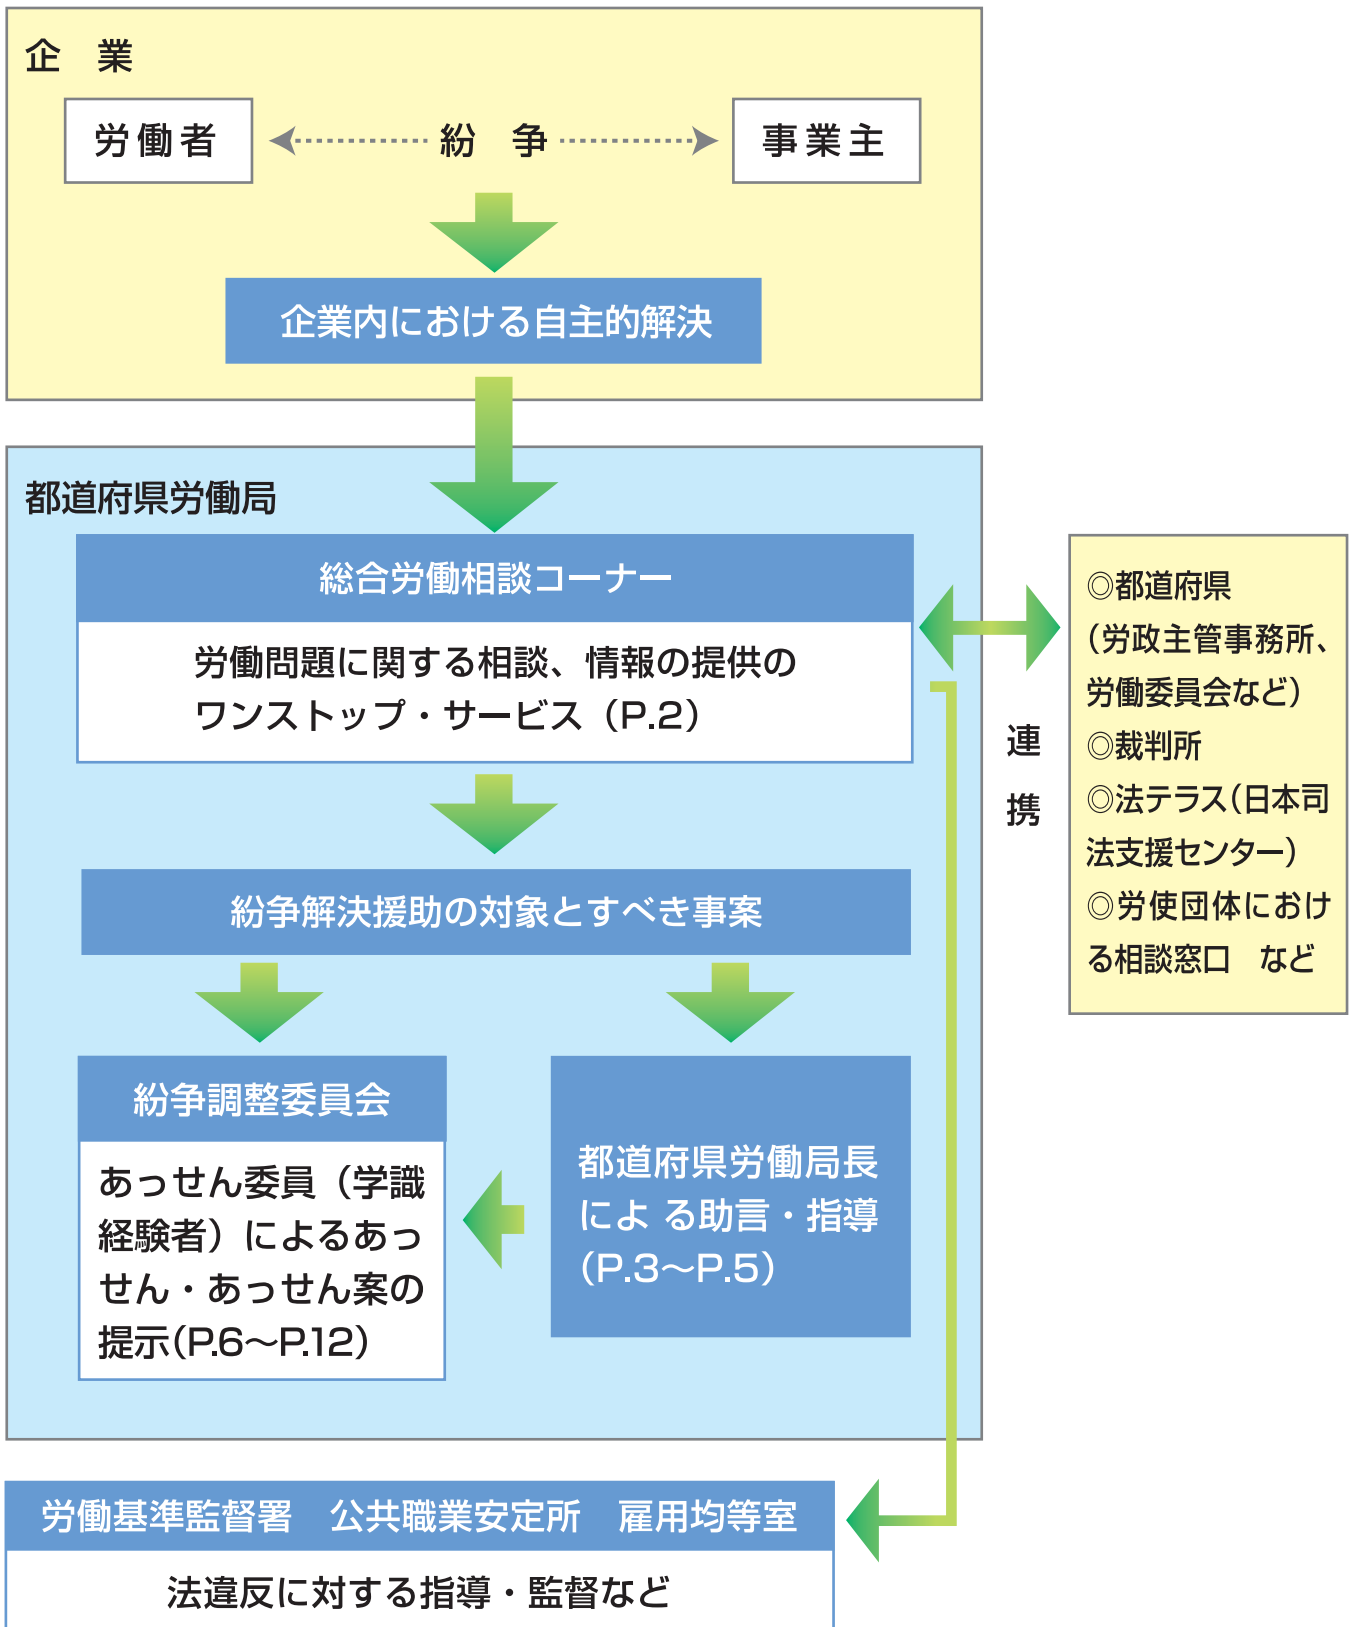 企　業
労働者
紛　争
事業主
企業内における自主的解決
都道府県労働局
総合労働相談コーナー
労働問題に関する相談、情報の提供の
ワンストップ・サービス（P.2）
連
携
◎都道府県
（労政主管事務所、
労働委員会など）
◎裁判所
◎法テラス（日本司
法支援センター）
◎労使団体におけ
る相談窓口　など
紛争解決援助の対象とすべき事案
紛争調整委員会
あっせん委員（学識
経験者）によるあっ
せん・あっせん案の
提示（P.6～P.12）
都道府県労働局長
によ る助言・指導
（P.3～P.5）
労働基準監督署　公共職業安定所　雇用均等室
法違反に対する指導・監督など